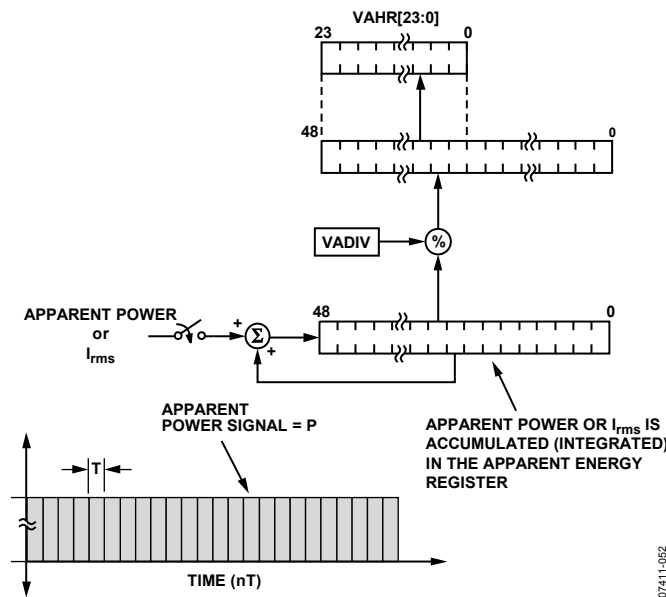 VAHR[23:0]
23 0
48 0
VADIV
%
48 0
APPARENT POWER
or
Irms
+
Σ
+
APPARENT
POWER SIGNAL = P
APPARENT POWER OR Irms IS
ACCUMULATED (INTEGRATED)
IN THE APPARENT ENERGY
REGISTER
T
TIME (nT)
07411-052